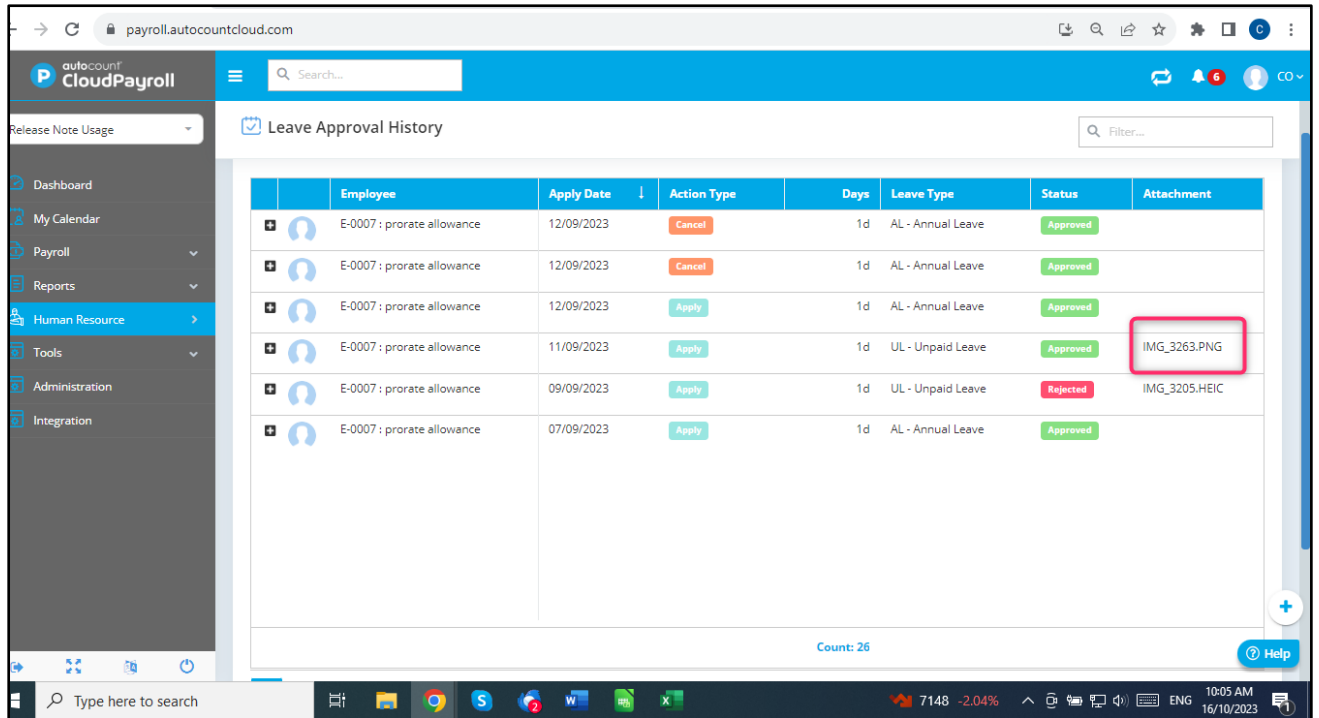 payroll.autocountcloud.com
C
autocount
P CloudPayroll
Search...
6
CO
Release Note Usage
Leave Approval History
Filter...
Dashboard
My Calendar
Payroll
Reports
Human Resource
Tools
Administration
Integration
Employee Apply Date ↓ Action Type Days Leave Type Status Attachment
E-0007 : prorate allowance 12/09/2023 Cancel 1d AL - Annual Leave Approved
E-0007 : prorate allowance 12/09/2023 Cancel 1d AL - Annual Leave Approved
E-0007 : prorate allowance 12/09/2023 Apply 1d AL - Annual Leave Approved
E-0007 : prorate allowance 11/09/2023 Apply 1d UL - Unpaid Leave Approved IMG_3263.PNG
E-0007 : prorate allowance 09/09/2023 Apply 1d UL - Unpaid Leave Rejected IMG_3205.HEIC
E-0007 : prorate allowance 07/09/2023 Apply 1d AL - Annual Leave Approved
Count: 26
+
? Help
Type here to search
S
2
W
X
7148 -2.04%
ENG
10:05 AM
16/10/2023
1